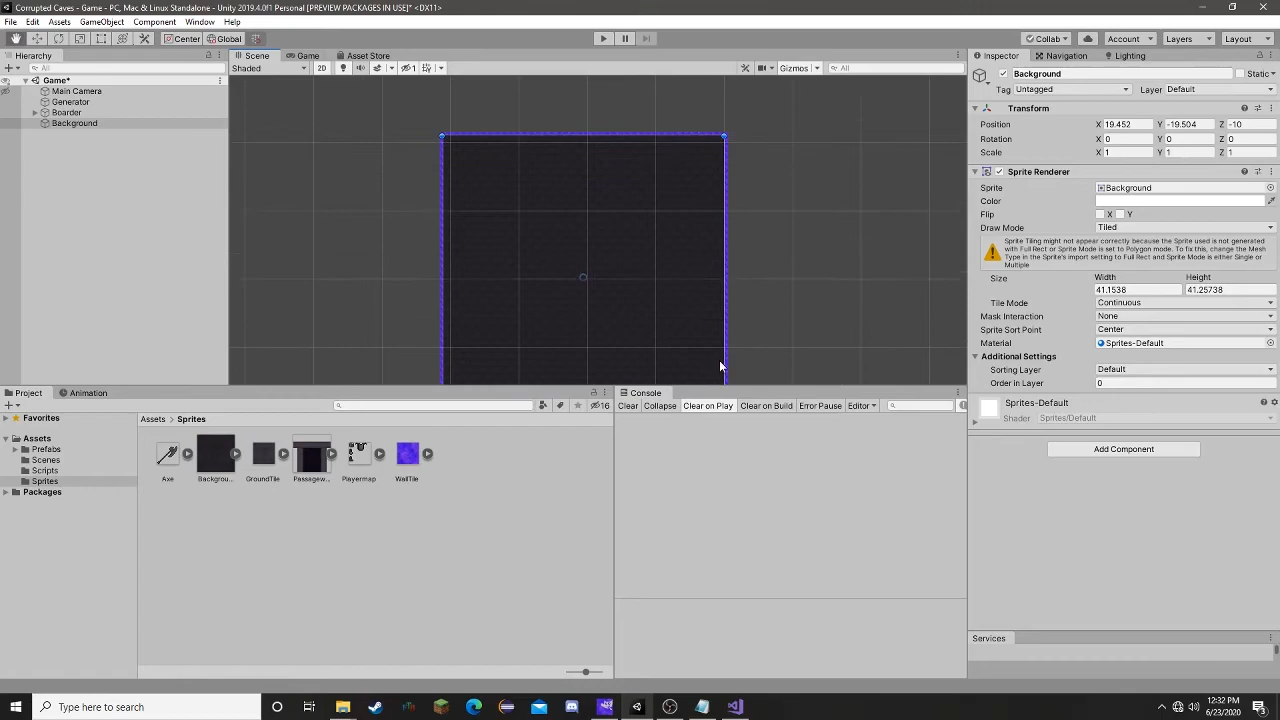 Corrupted Caves - Game - PC, Mac & Linux Standalone - Unity 2019.4.0f1 Personal [PREVIEW PACKAGES IN USE]* <DX11>
File Edit Assets GameObject Component Window Help
Center Global Collab Account Layers Layout
Hierarchy Scene Game Asset Store Inspector Navigation Lighting
All Shaded 2D 1 Gizmos All Background Static
Game*
Main Camera
Generator
Boarder
Background
Tag Untagged Layer Default
Transform
Position X 19.452 Y -19.504 Z -10
Rotation X 0 Y 0 Z 0
Scale X 1 Y 1 Z 1
Sprite Renderer
Sprite Background
Color
Flip X Y
Draw Mode Tiled
Sprite Tiling might not appear correctly because the Sprite used is not generated
with Full Rect or Sprite Mode is set to Polygon mode. To fix this, change the Mesh
Type in the Sprite's import setting to Full Rect and Sprite Mode is either Single or
Multiple
Size Width Height
41.1538 41.25738
Tile Mode Continuous
Mask Interaction None
Sprite Sort Point Center
Material Sprites-Default
Additional Settings
Sorting Layer Default
Order in Layer 0
Sprites-Default
Shader Sprites/Default
Add Component
Services
Project Animation
16
Favorites
Assets
Prefabs
Scenes
Scripts
Sprites
Packages
Assets > Sprites
Axe Backgrou... GroundTile Passagew... Playermap WallTile
Console
Clear Collapse Clear on Play Clear on Build Error Pause Editor
Type here to search
12:32 PM
6/23/2020